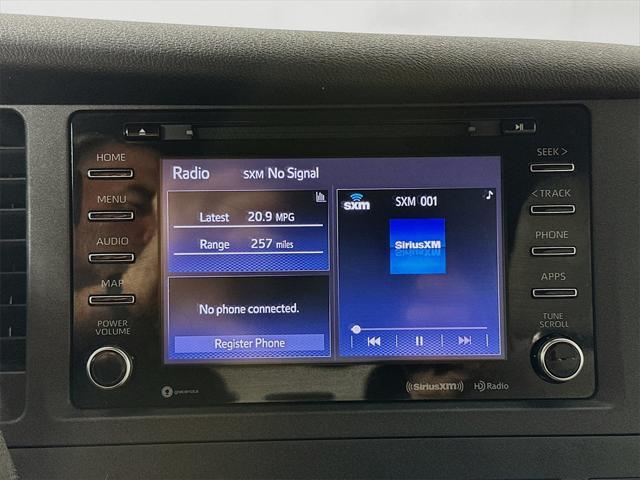 HOME
MENU
AUDIO
MAP
POWER
VOLUME
Radio SXM No Signal
Latest 20.9 MPG
Range 257 miles
No phone connected.
Register Phone
sxm SXM 001
SiriusXM
SEEK >
< TRACK
PHONE
APPS
TUNE
SCROLL
gracenote
SiriusXM HD Radio